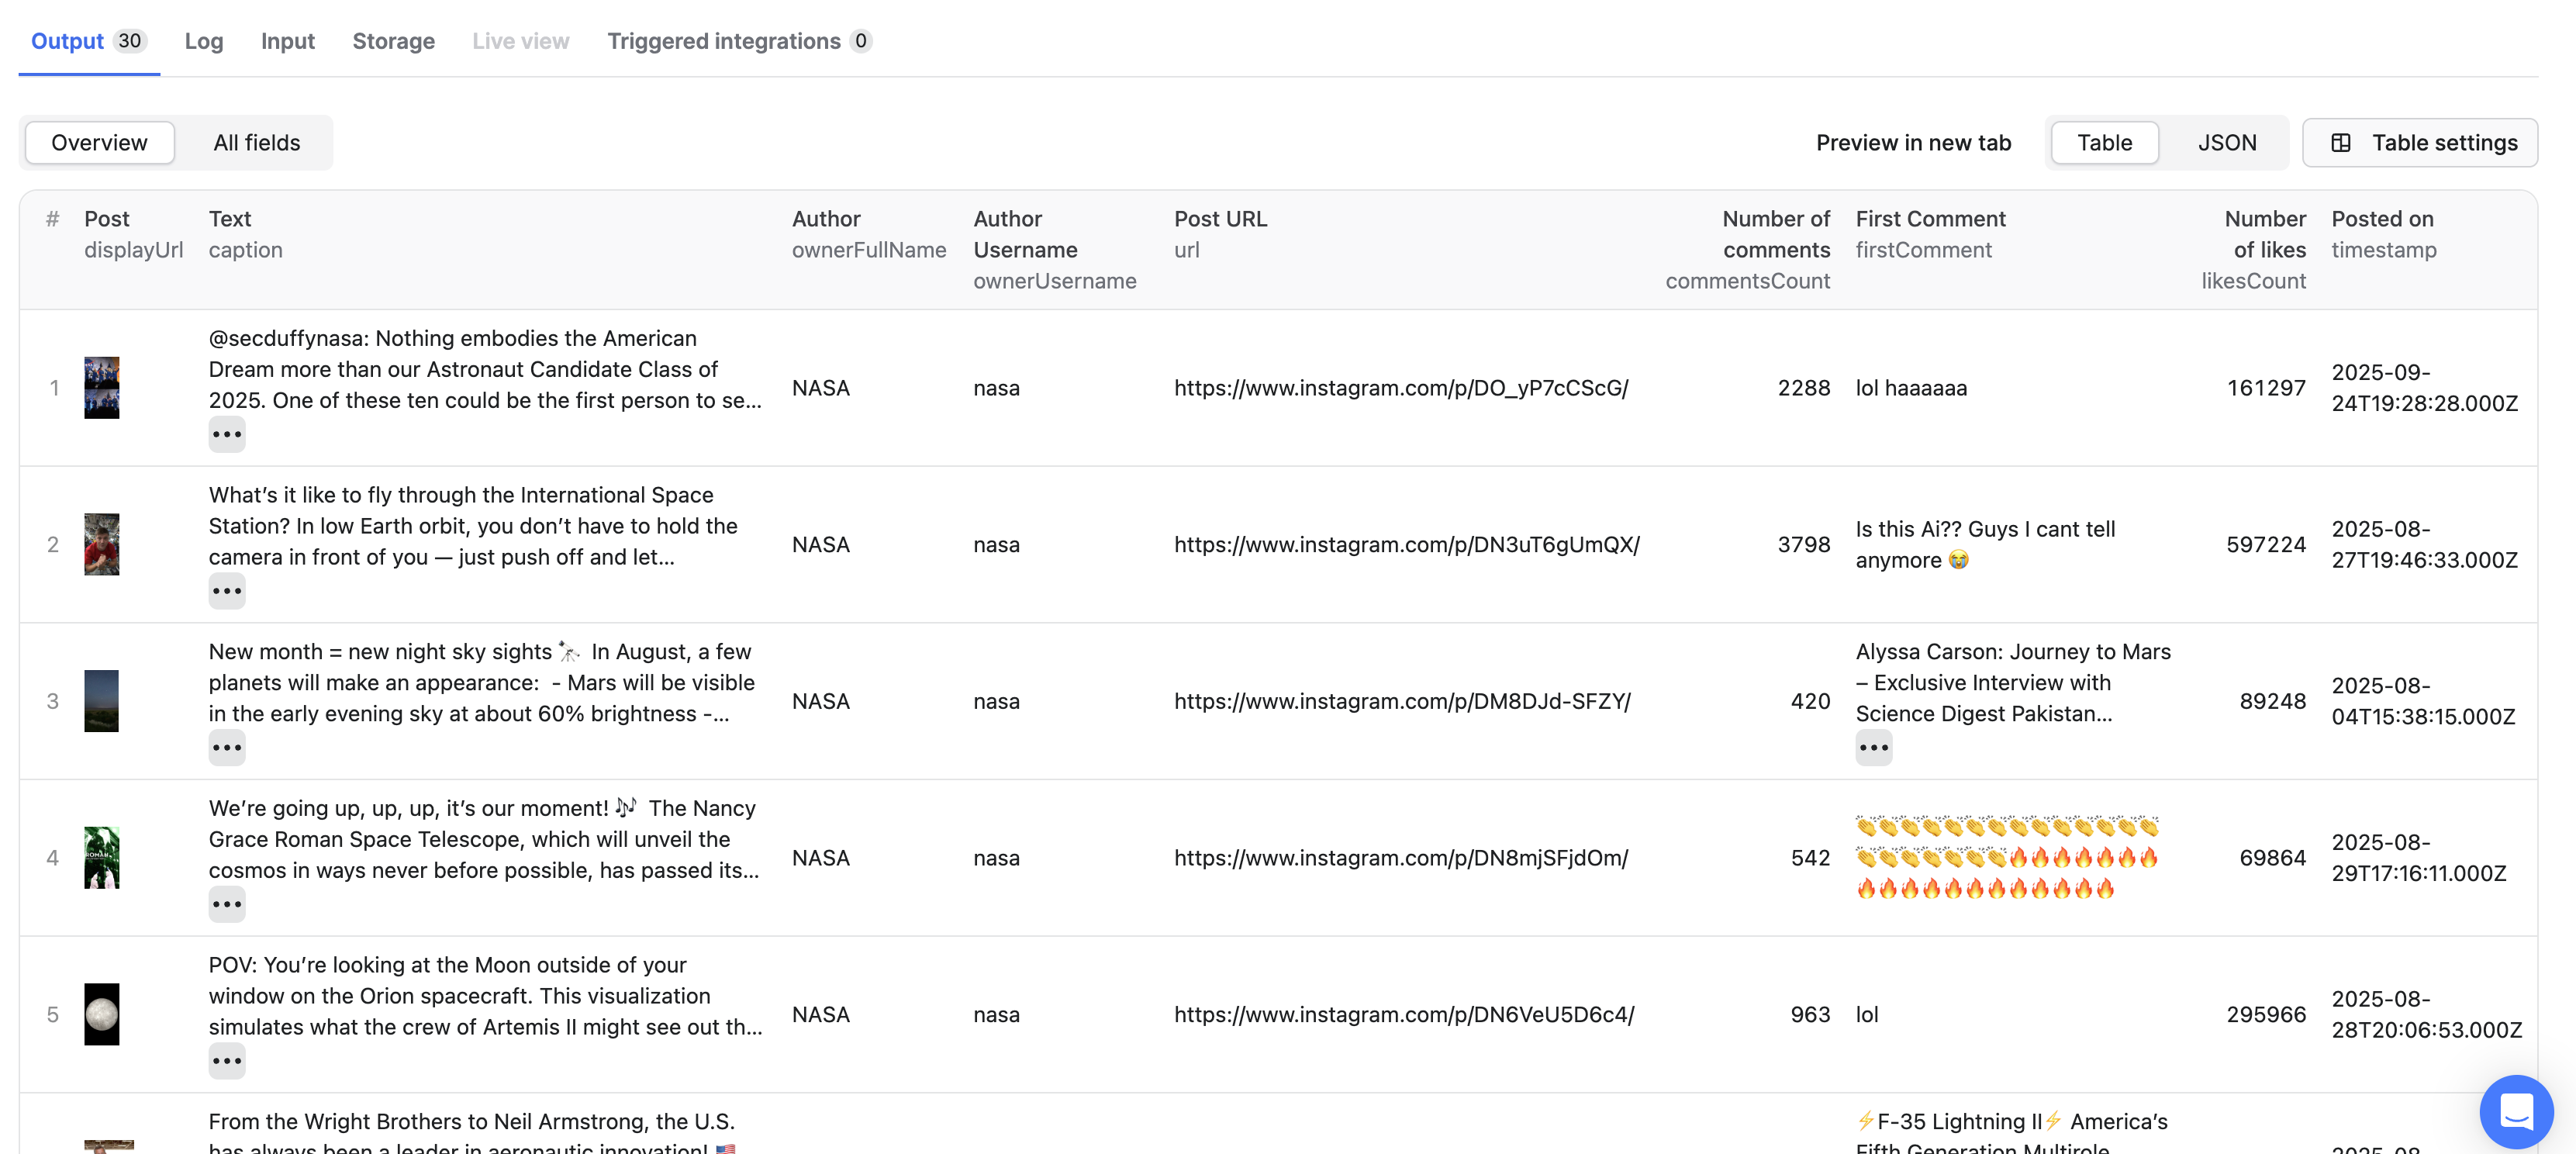 Output 30 Log Input Storage Live view Triggered integrations 0
Overview All fields Preview in new tab Table JSON Table settings
# Post Text Author Author Post URL Number of First Comment Number Posted on
displayUrl caption ownerFullName Username url comments firstComment of likes timestamp
ownerUsername commentsCount likesCount
@secduffynasa: Nothing embodies the American
Dream more than our Astronaut Candidate Class of
2025. One of these ten could be the first person to se...
1 NASA nasa https://www.instagram.com/p/DO_yP7cCScG/ 2288 lol haaaaaa 161297 2025-09-
24T19:28:28.000Z
•••
What's it like to fly through the International Space
Station? In low Earth orbit, you don't have to hold the
camera in front of you — just push off and let...
2 NASA nasa https://www.instagram.com/p/DN3uT6gUmQX/ 3798 Is this Ai?? Guys I cant tell
anymore 😭 597224 2025-08-
27T19:46:33.000Z
•••
New month = new night sky sights 🔭 In August, a few
planets will make an appearance: - Mars will be visible
in the early evening sky at about 60% brightness -...
3 NASA nasa https://www.instagram.com/p/DM8DJd-SFZY/ 420 Alyssa Carson: Journey to Mars
– Exclusive Interview with
Science Digest Pakistan...
89248 2025-08-
04T15:38:15.000Z
•••
We're going up, up, up, it's our moment! 🎶 The Nancy
Grace Roman Space Telescope, which will unveil the
cosmos in ways never before possible, has passed its...
4 ROMAN NASA nasa https://www.instagram.com/p/DN8mjSFjdOm/ 542 👏👏👏👏👏👏👏👏👏👏👏👏👏👏
👏👏👏👏👏👏👏🔥🔥🔥🔥🔥🔥🔥
🔥🔥🔥🔥🔥🔥🔥🔥🔥🔥🔥🔥
69864 2025-08-
29T17:16:11.000Z
•••
POV: You're looking at the Moon outside of your
window on the Orion spacecraft. This visualization
simulates what the crew of Artemis II might see out th...
5 NASA nasa https://www.instagram.com/p/DN6VeU5D6c4/ 963 lol 295966 2025-08-
28T20:06:53.000Z
•••
From the Wright Brothers to Neil Armstrong, the U.S.
has always been a leader in aeronautic innovation! 🇺🇸
⚡F-35 Lightning II⚡ America's
Fifth Generation Multirole
2025-08-